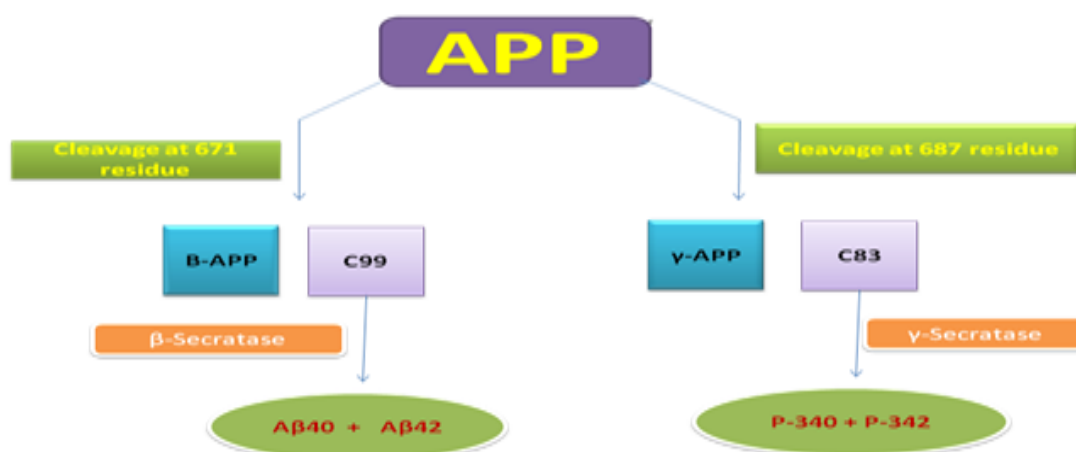 APP
Cleavage at 671
residue
Cleavage at 687 residue
B-APP
C99
γ-APP
C83
β-Secratase
γ-Secratase
Aβ40 + Aβ42
P-340 + P-342